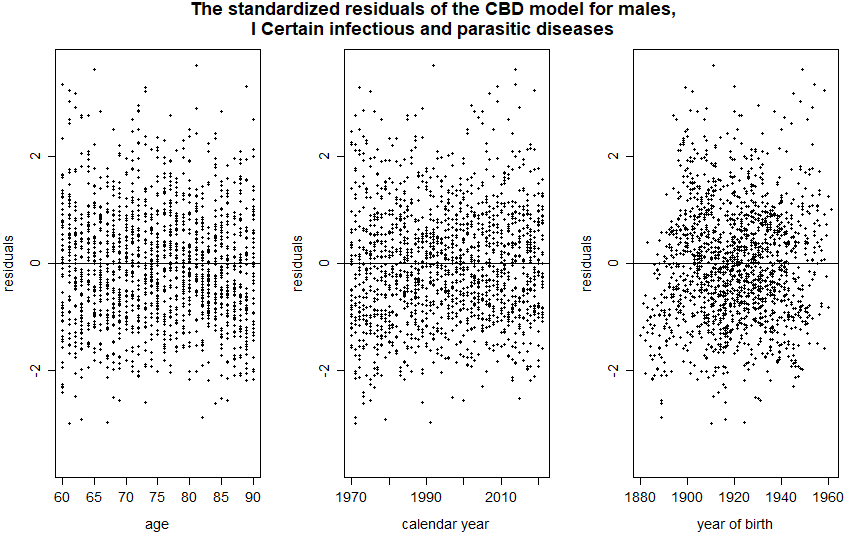 The standardized residuals of the CBD model for males,
I Certain infectious and parasitic diseases
residuals
2
0
-2
60 65 70 75 80 85 90
age
residuals
2
0
-2
1970 1990 2010
calendar year
residuals
2
0
-2
1880 1900 1920 1940 1960
year of birth